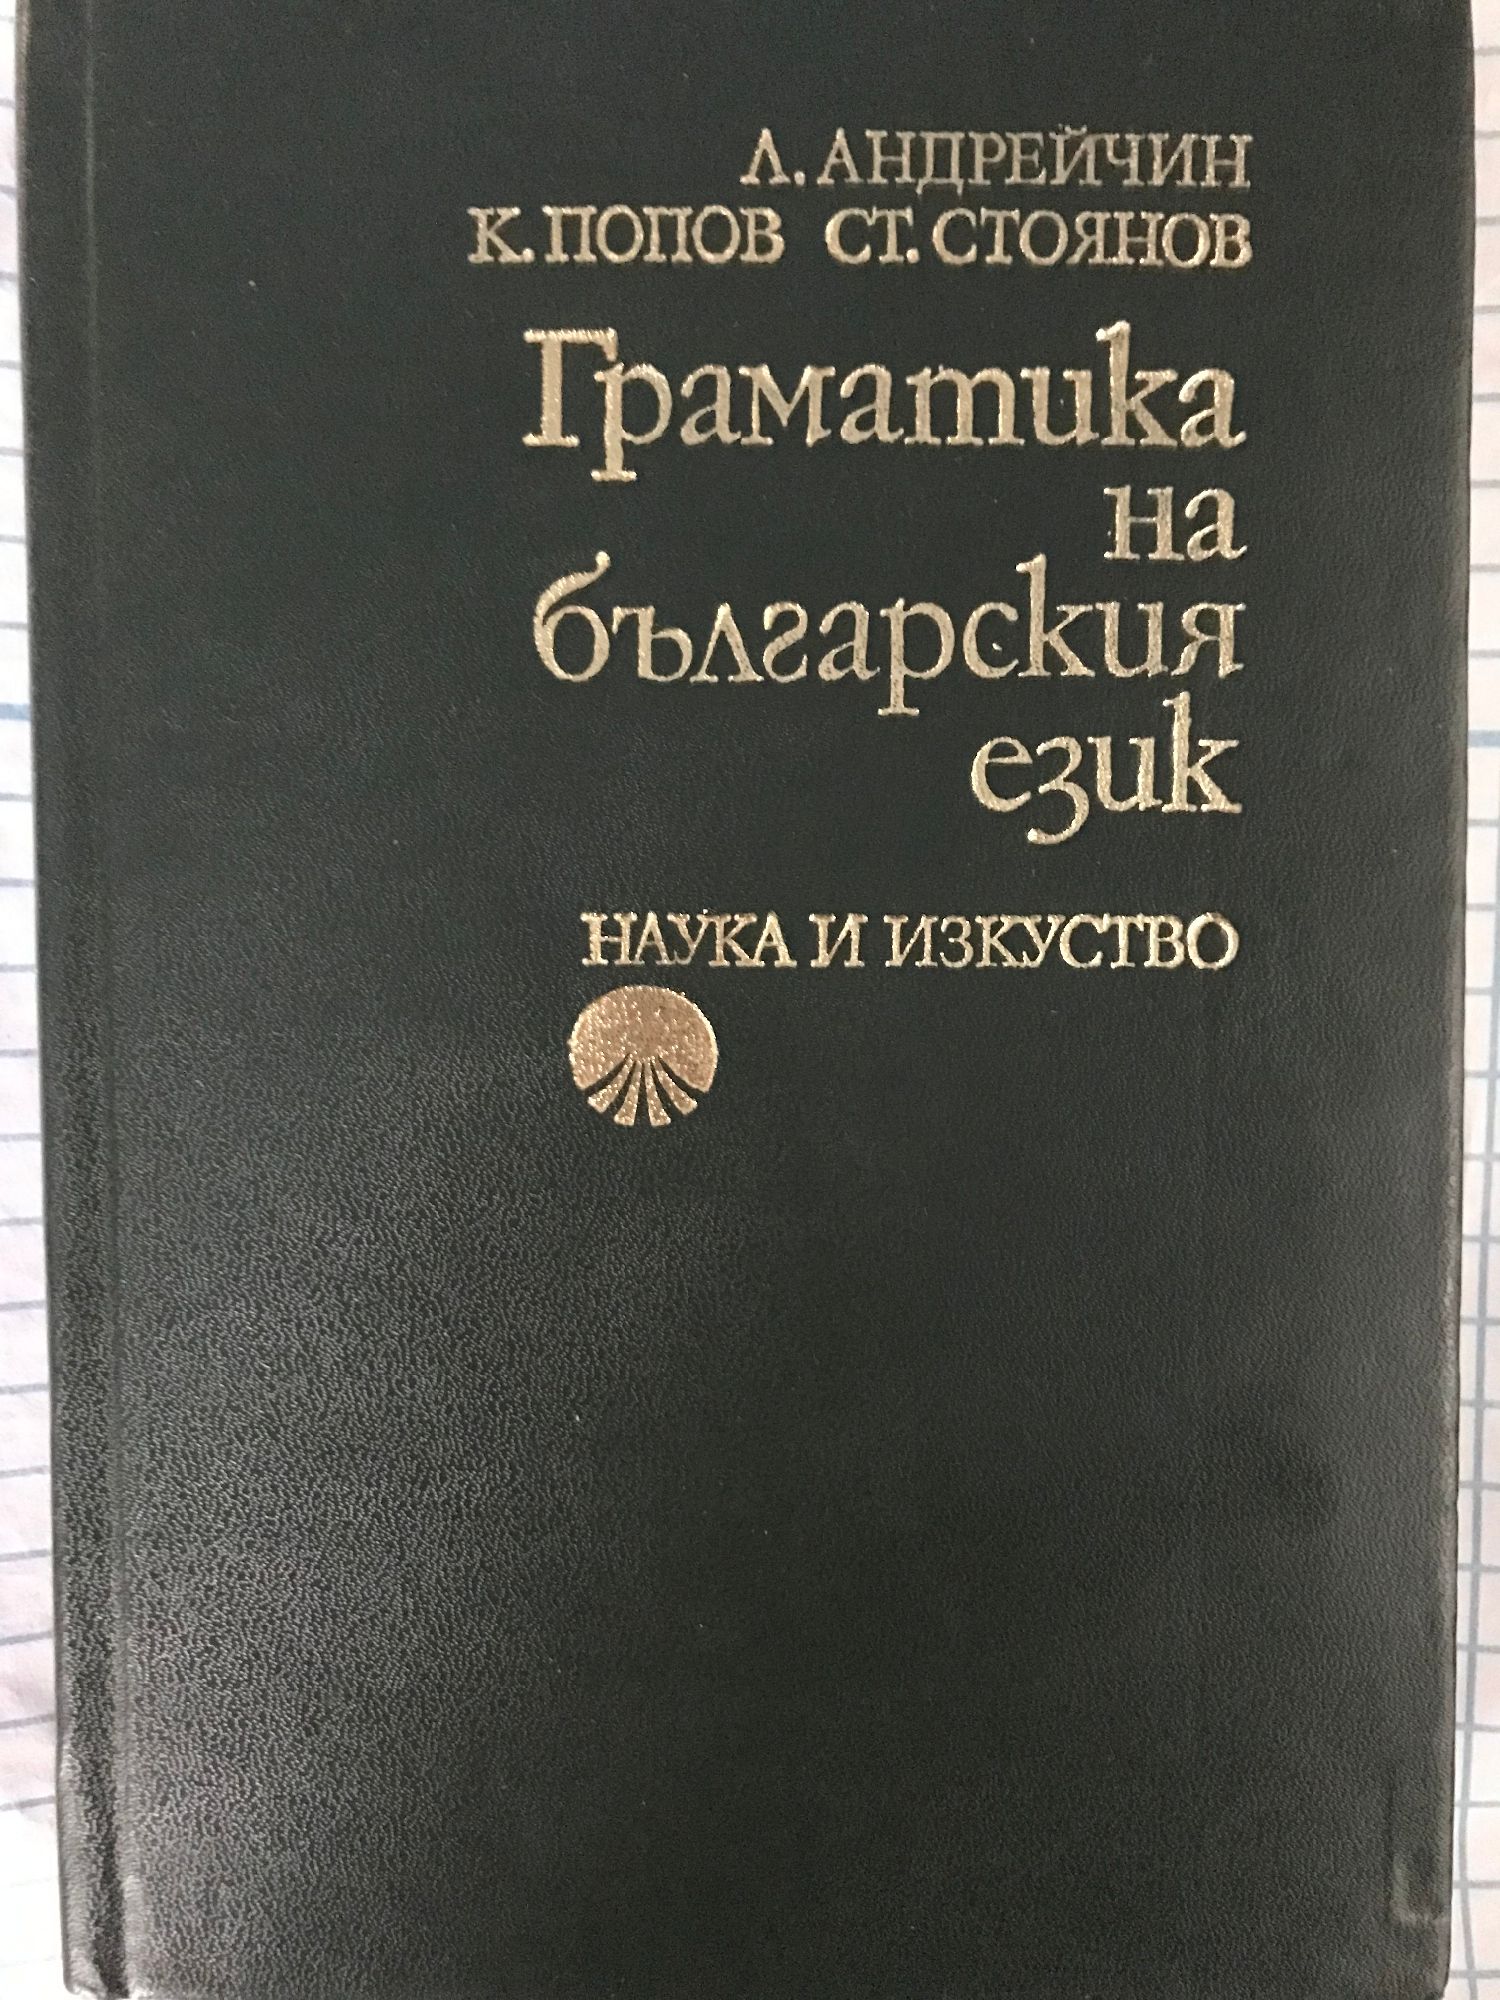 Л. АНДРЕЙЧИН
К. ПОПОВ СТ. СТОЯНОВ
Граматика
на
българския
език
НАУКА И ИЗКУСТВО